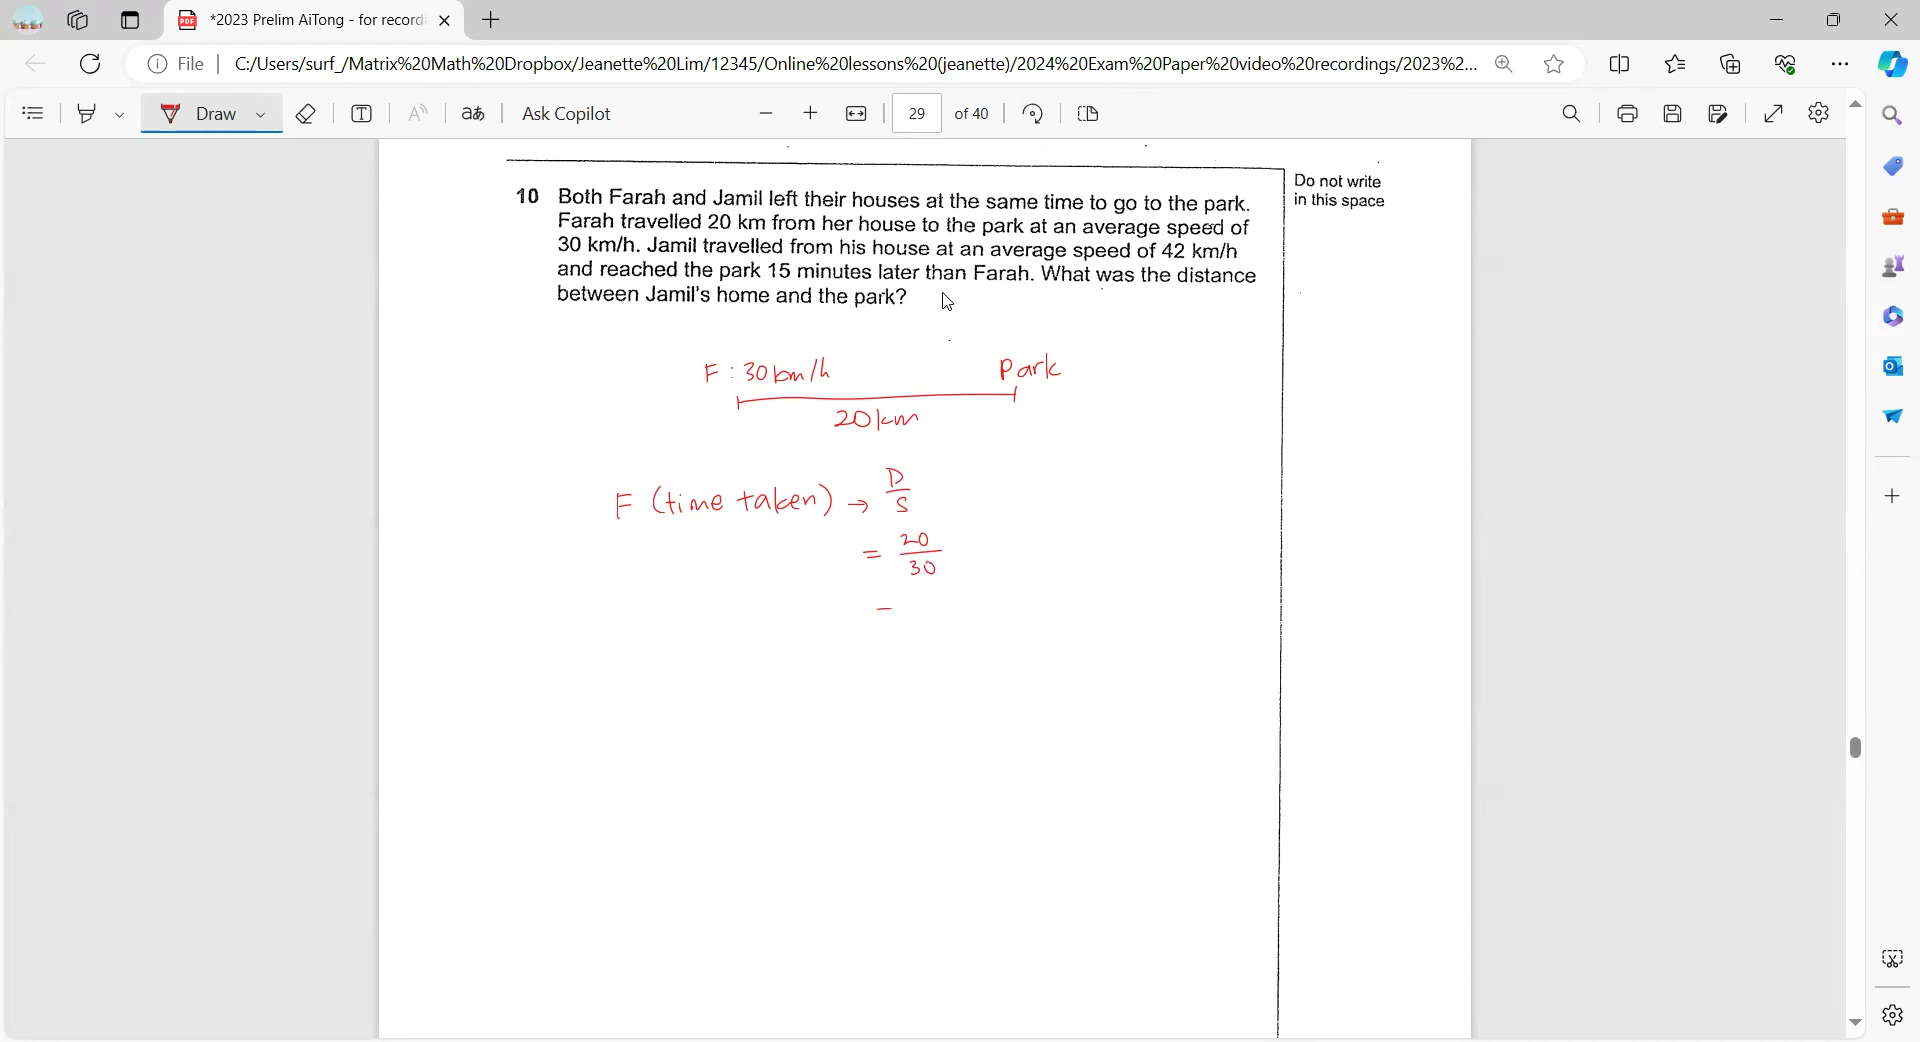 *2023 Prelim AiTong - for recordi
File
C:/Users/surf_/Matrix%20Math%20Dropbox/Jeanette%20Lim/12345/Online%20lessons%20(jeanette)/2024%20Exam%20Paper%20video%20recordings/2023%2...
Draw
Ask Copilot
29 of 40
Do not write
in this space
10 Both Farah and Jamil left their houses at the same time to go to the park.
Farah travelled 20 km from her house to the park at an average speed of
30 km/h. Jamil travelled from his house at an average speed of 42 km/h
and reached the park 15 minutes later than Farah. What was the distance
between Jamil's home and the park?
F : 30 km/h Park
20 km
F (time taken) → D/S
= 20/30